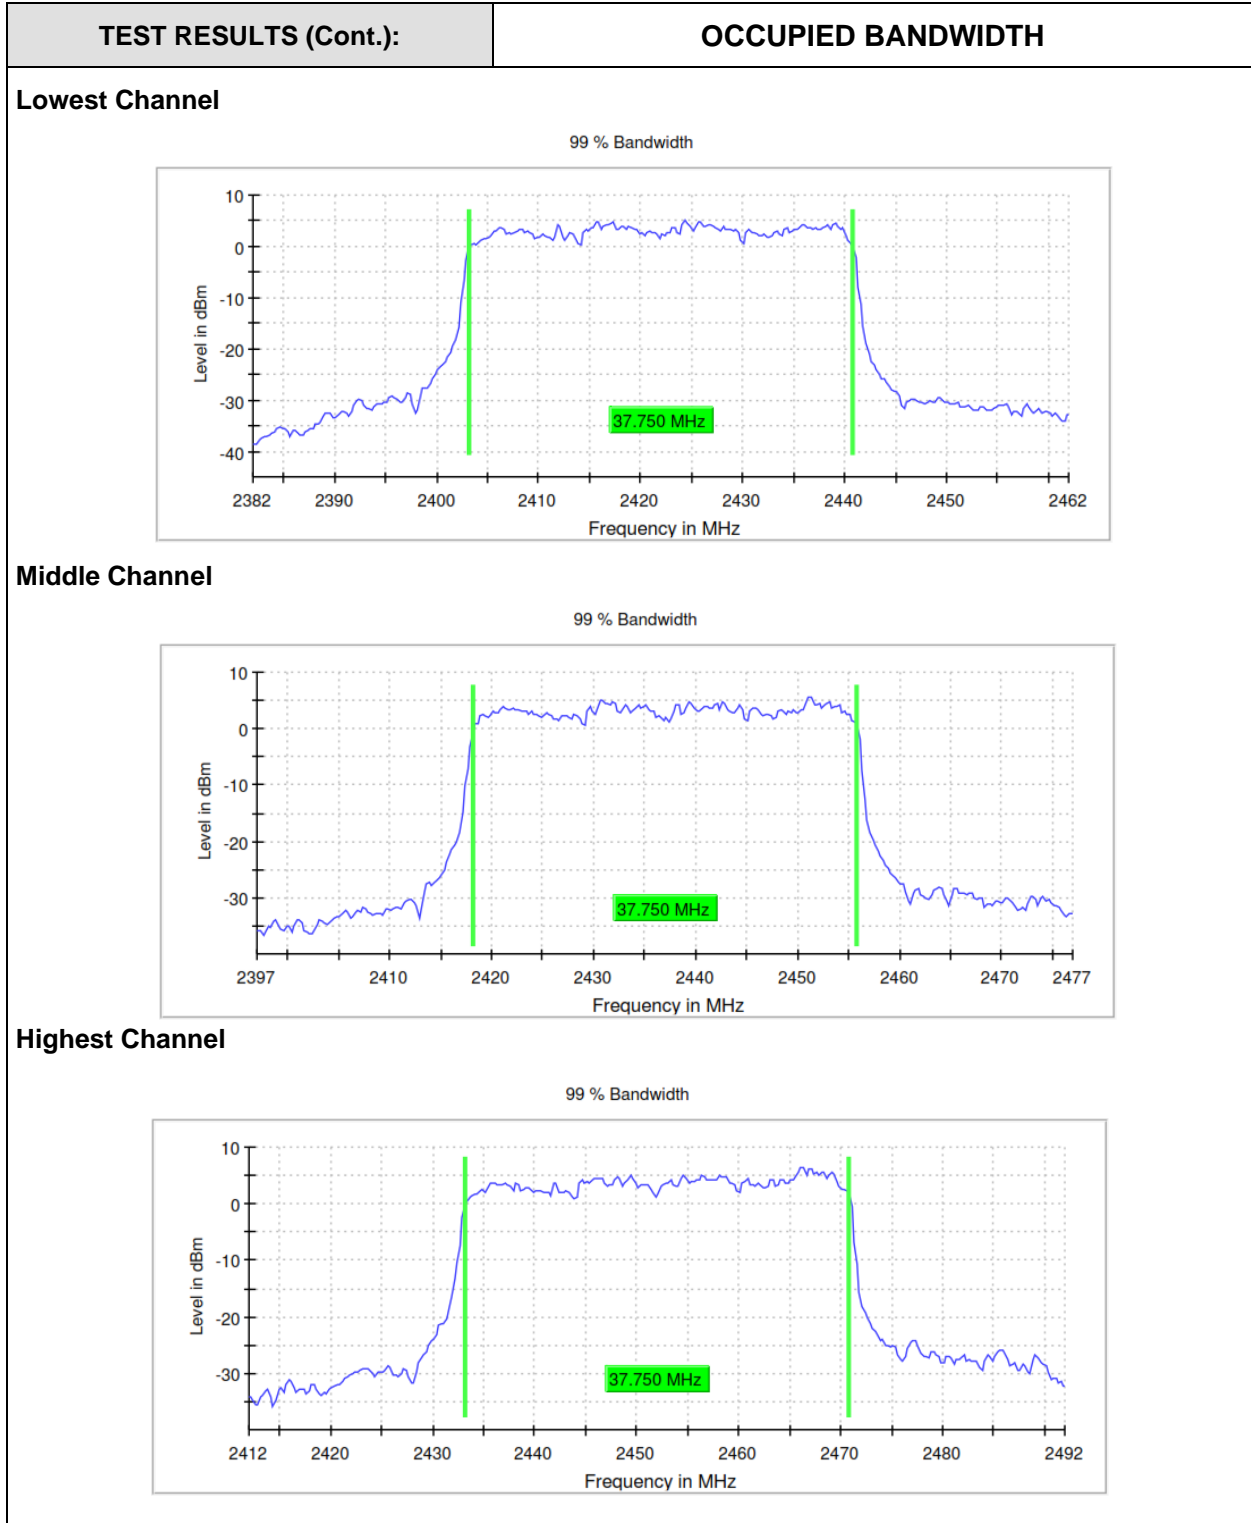 TEST RESULTS (Cont.):
OCCUPIED BANDWIDTH
Lowest Channel
99 % Bandwidth
10
0
-10
-20
-30
-40
Level in dBm
37.750 MHz
2382 2390 2400 2410 2420 2430 2440 2450 2462
Frequency in MHz
Middle Channel
99 % Bandwidth
10
0
-10
-20
-30
Level in dBm
37.750 MHz
2397 2410 2420 2430 2440 2450 2460 2470 2477
Frequency in MHz
Highest Channel
99 % Bandwidth
10
0
-10
-20
-30
Level in dBm
37.750 MHz
2412 2420 2430 2440 2450 2460 2470 2480 2492
Frequency in MHz